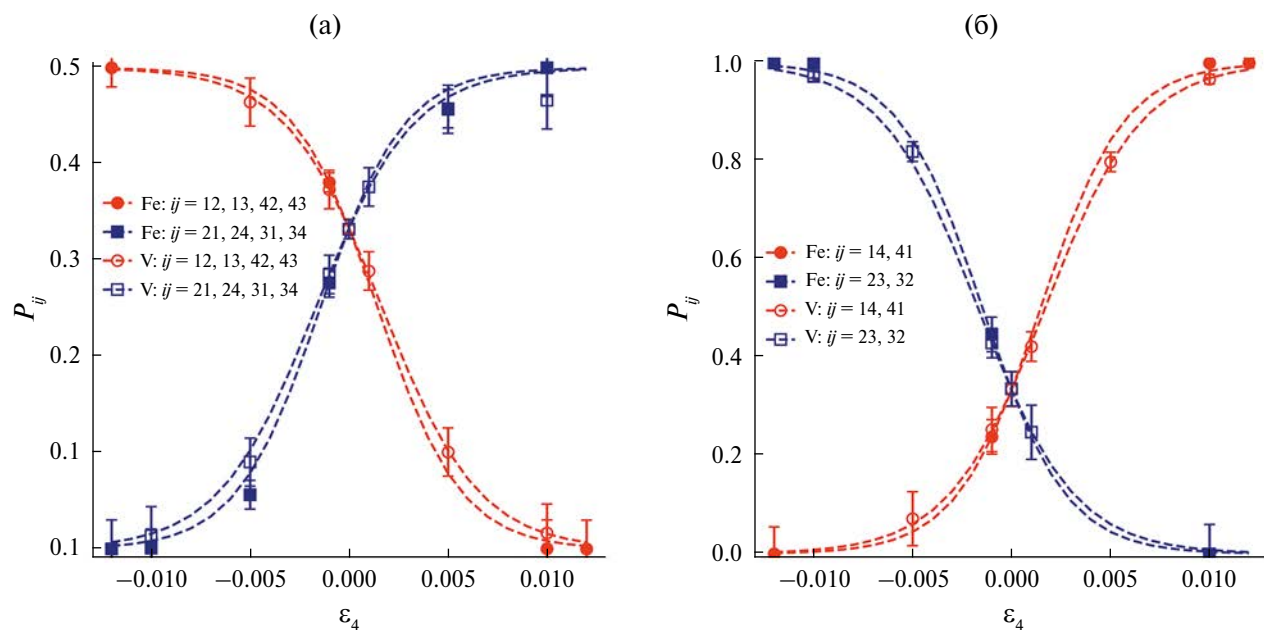 (а)
0.5
0.4
0.3
0.2
0.1
0.1
P_ij
Fe: ij = 12, 13, 42, 43
Fe: ij = 21, 24, 31, 34
V: ij = 12, 13, 42, 43
V: ij = 21, 24, 31, 34
−0.010 −0.005 0.000 0.005 0.010
ε_4
(б)
1.0
0.8
0.6
0.4
0.2
0.0
P_ij
Fe: ij = 14, 41
Fe: ij = 23, 32
V: ij = 14, 41
V: ij = 23, 32
−0.010 −0.005 0.000 0.005 0.010
ε_4